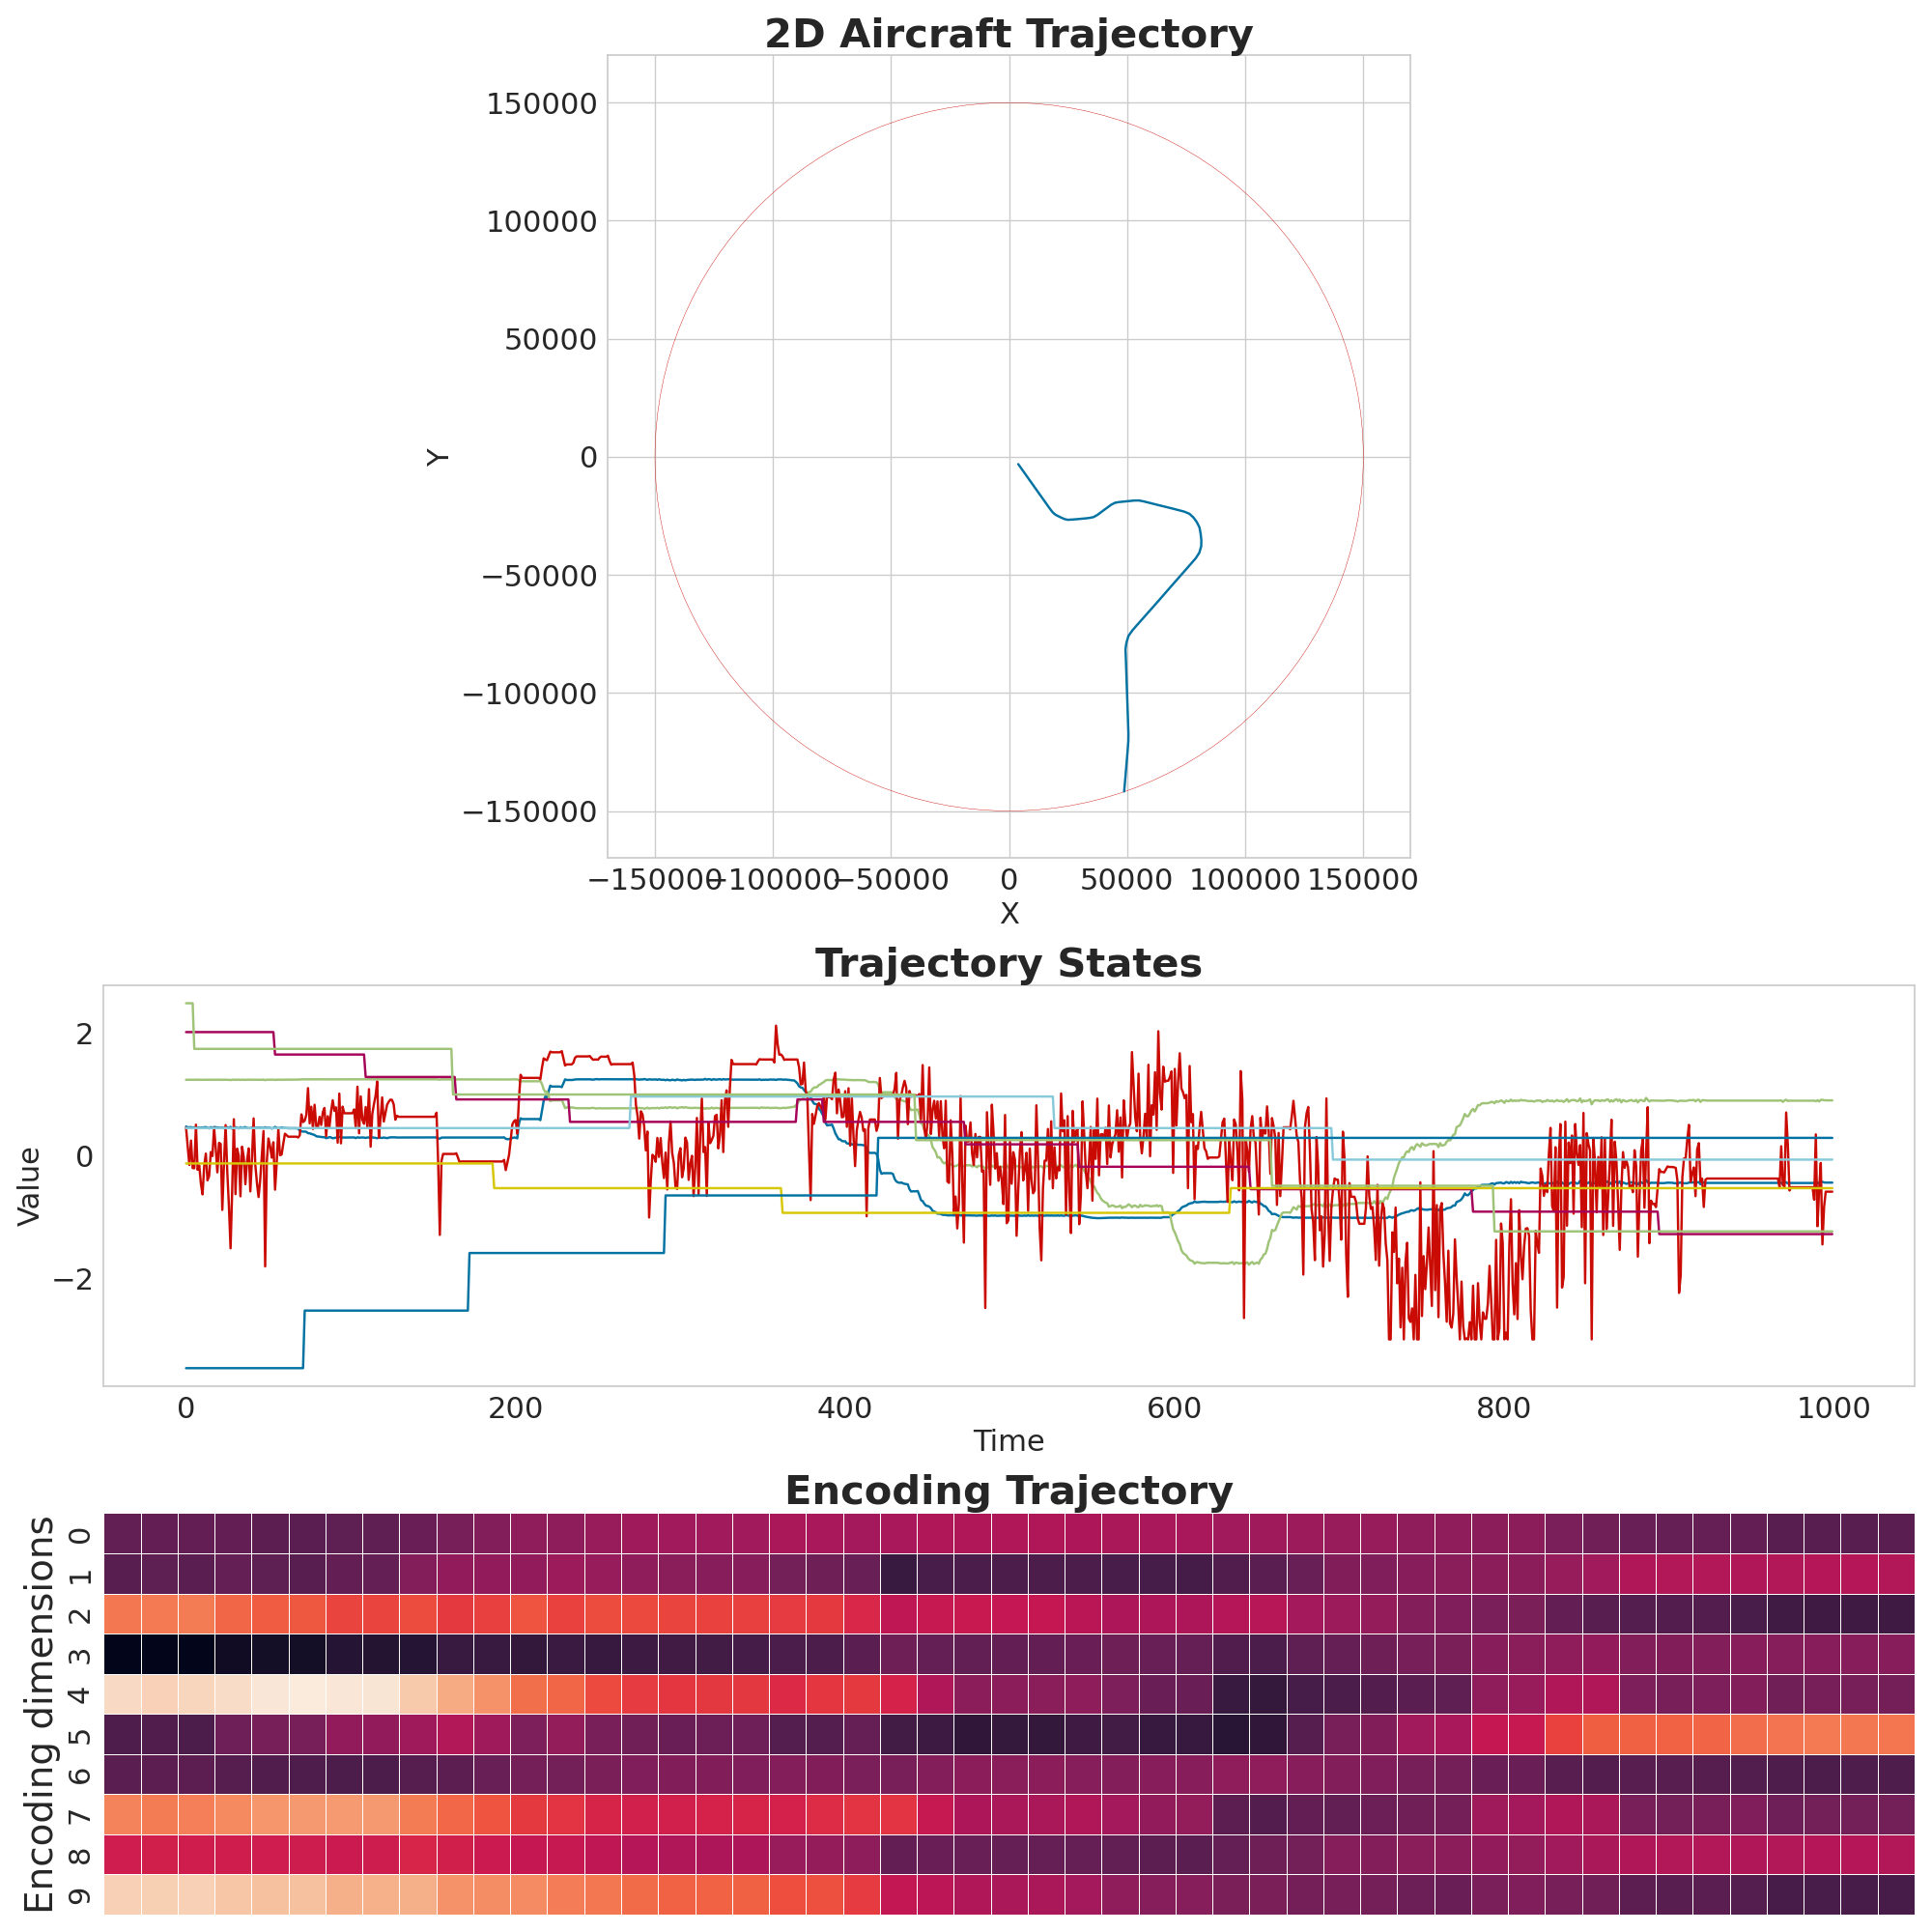 2D Aircraft Trajectory
150000
100000
50000
0
−50000
−100000
−150000
Y
−150000 −100000 −50000 0 50000 100000 150000
X
Trajectory States
2
0
−2
Value
0 200 400 600 800 1000
Time
Encoding Trajectory
Encoding dimensions
0
1
2
3
4
5
6
7
8
9